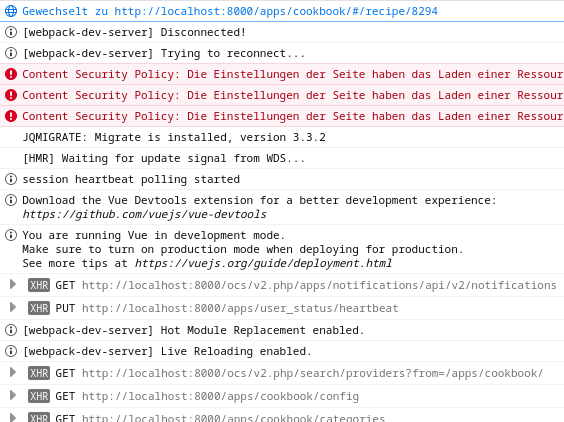 Gewechselt zu http://localhost:8000/apps/cookbook/#/recipe/8294
[webpack-dev-server] Disconnected!
[webpack-dev-server] Trying to reconnect...
Content Security Policy: Die Einstellungen der Seite haben das Laden einer Ressour
Content Security Policy: Die Einstellungen der Seite haben das Laden einer Ressour
Content Security Policy: Die Einstellungen der Seite haben das Laden einer Ressour
JQMIGRATE: Migrate is installed, version 3.3.2
[HMR] Waiting for update signal from WDS...
session heartbeat polling started
Download the Vue Devtools extension for a better development experience:
https://github.com/vuejs/vue-devtools
You are running Vue in development mode.
Make sure to turn on production mode when deploying for production.
See more tips at https://vuejs.org/guide/deployment.html
XHR GET http://localhost:8000/ocs/v2.php/apps/notifications/api/v2/notifications
XHR PUT http://localhost:8000/apps/user_status/heartbeat
[webpack-dev-server] Hot Module Replacement enabled.
[webpack-dev-server] Live Reloading enabled.
XHR GET http://localhost:8000/ocs/v2.php/search/providers?from=/apps/cookbook/
XHR GET http://localhost:8000/apps/cookbook/config
XHR GET http://localhost:8000/apps/cookbook/categories